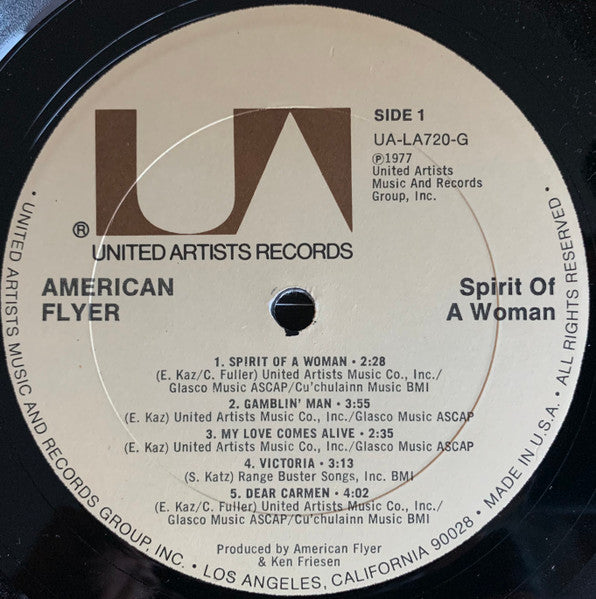 UA
SIDE 1
UA-LA720-G
Ⓟ1977
United Artists
Music And Records
Group, Inc.
®
UNITED ARTISTS RECORDS
AMERICAN
FLYER
Spirit Of
A Woman
1. SPIRIT OF A WOMAN • 2:28
(E. Kaz/C. Fuller) United Artists Music Co., Inc./
Glasco Music ASCAP/Cu'chulainn Music BMI
2. GAMBLIN' MAN • 3:55
(E. Kaz) United Artists Music Co., Inc./Glasco Music ASCAP
3. MY LOVE COMES ALIVE • 2:35
(E. Kaz) United Artists Music Co., Inc./Glasco Music ASCAP
4. VICTORIA • 3:13
(S. Katz) Range Buster Songs, Inc. BMI
5. DEAR CARMEN • 4:02
(E. Kaz/C. Fuller) United Artists Music Co., Inc./
Glasco Music ASCAP/Cu'chulainn Music BMI
Produced by American Flyer
& Ken Friesen
• UNITED ARTISTS MUSIC AND RECORDS GROUP, INC. • LOS ANGELES, CALIFORNIA 90028 • MADE IN U.S.A. • ALL RIGHTS RESERVED •